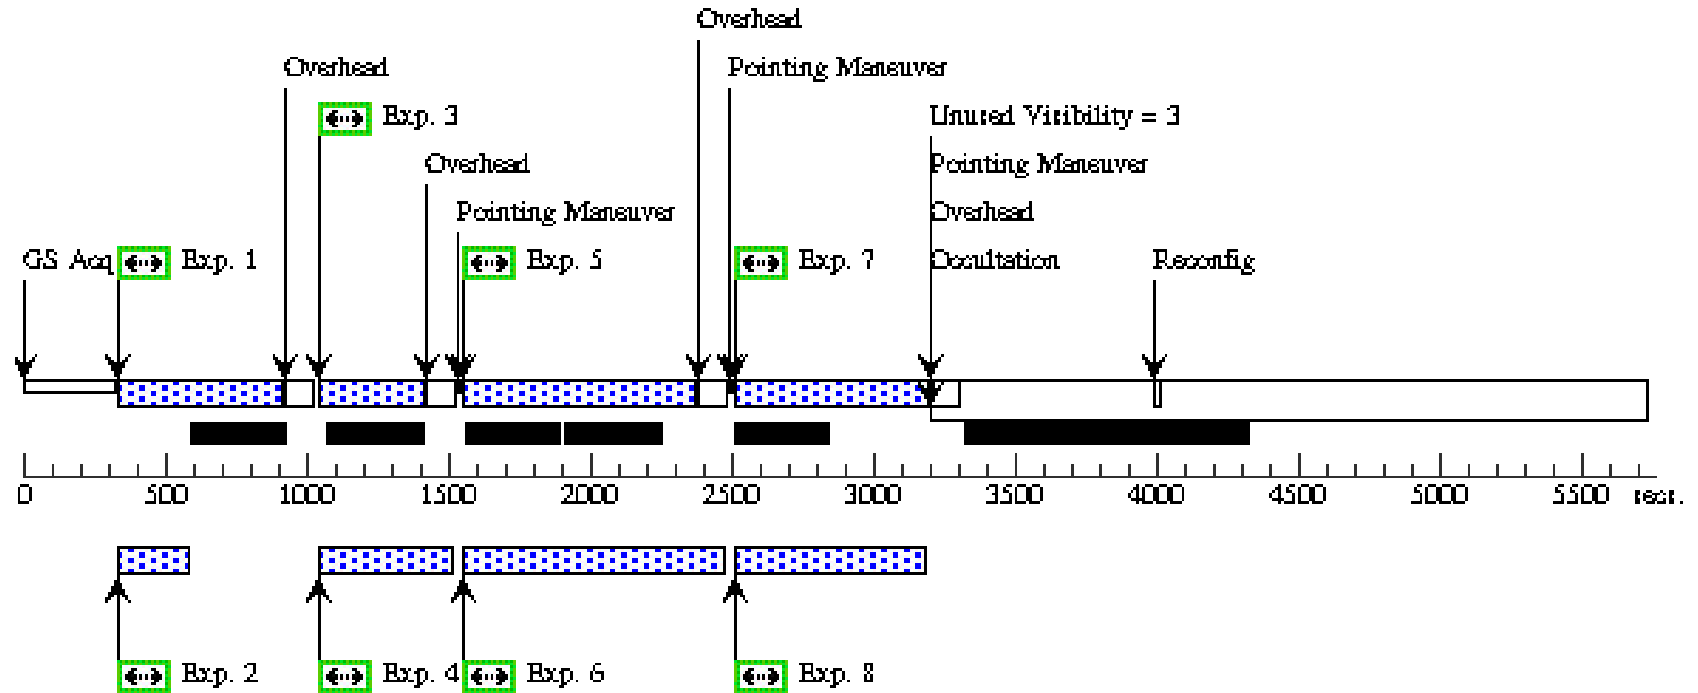 Overhead
Overhead
Pointing Maneuver
Exp. 3
Unused Visibility = 3
Overhead
Pointing Maneuver
Pointing Maneuver
Overhead
GS Acq
Exp. 1
Exp. 5
Exp. 7
Occultation
Reconfig
0 500 1000 1500 2000 2500 3000 3500 4000 4500 5000 5500 secs.
Exp. 2
Exp. 4
Exp. 6
Exp. 8